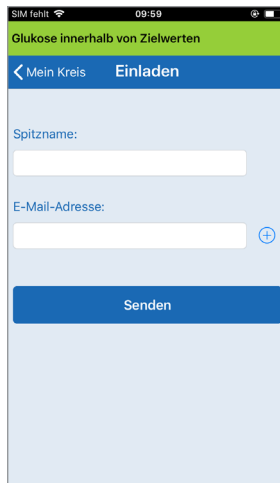 SIM fehlt 09:59
Glukose innerhalb von Zielwerten
Mein Kreis Einladen
Spitzname:
E-Mail-Adresse:
Senden